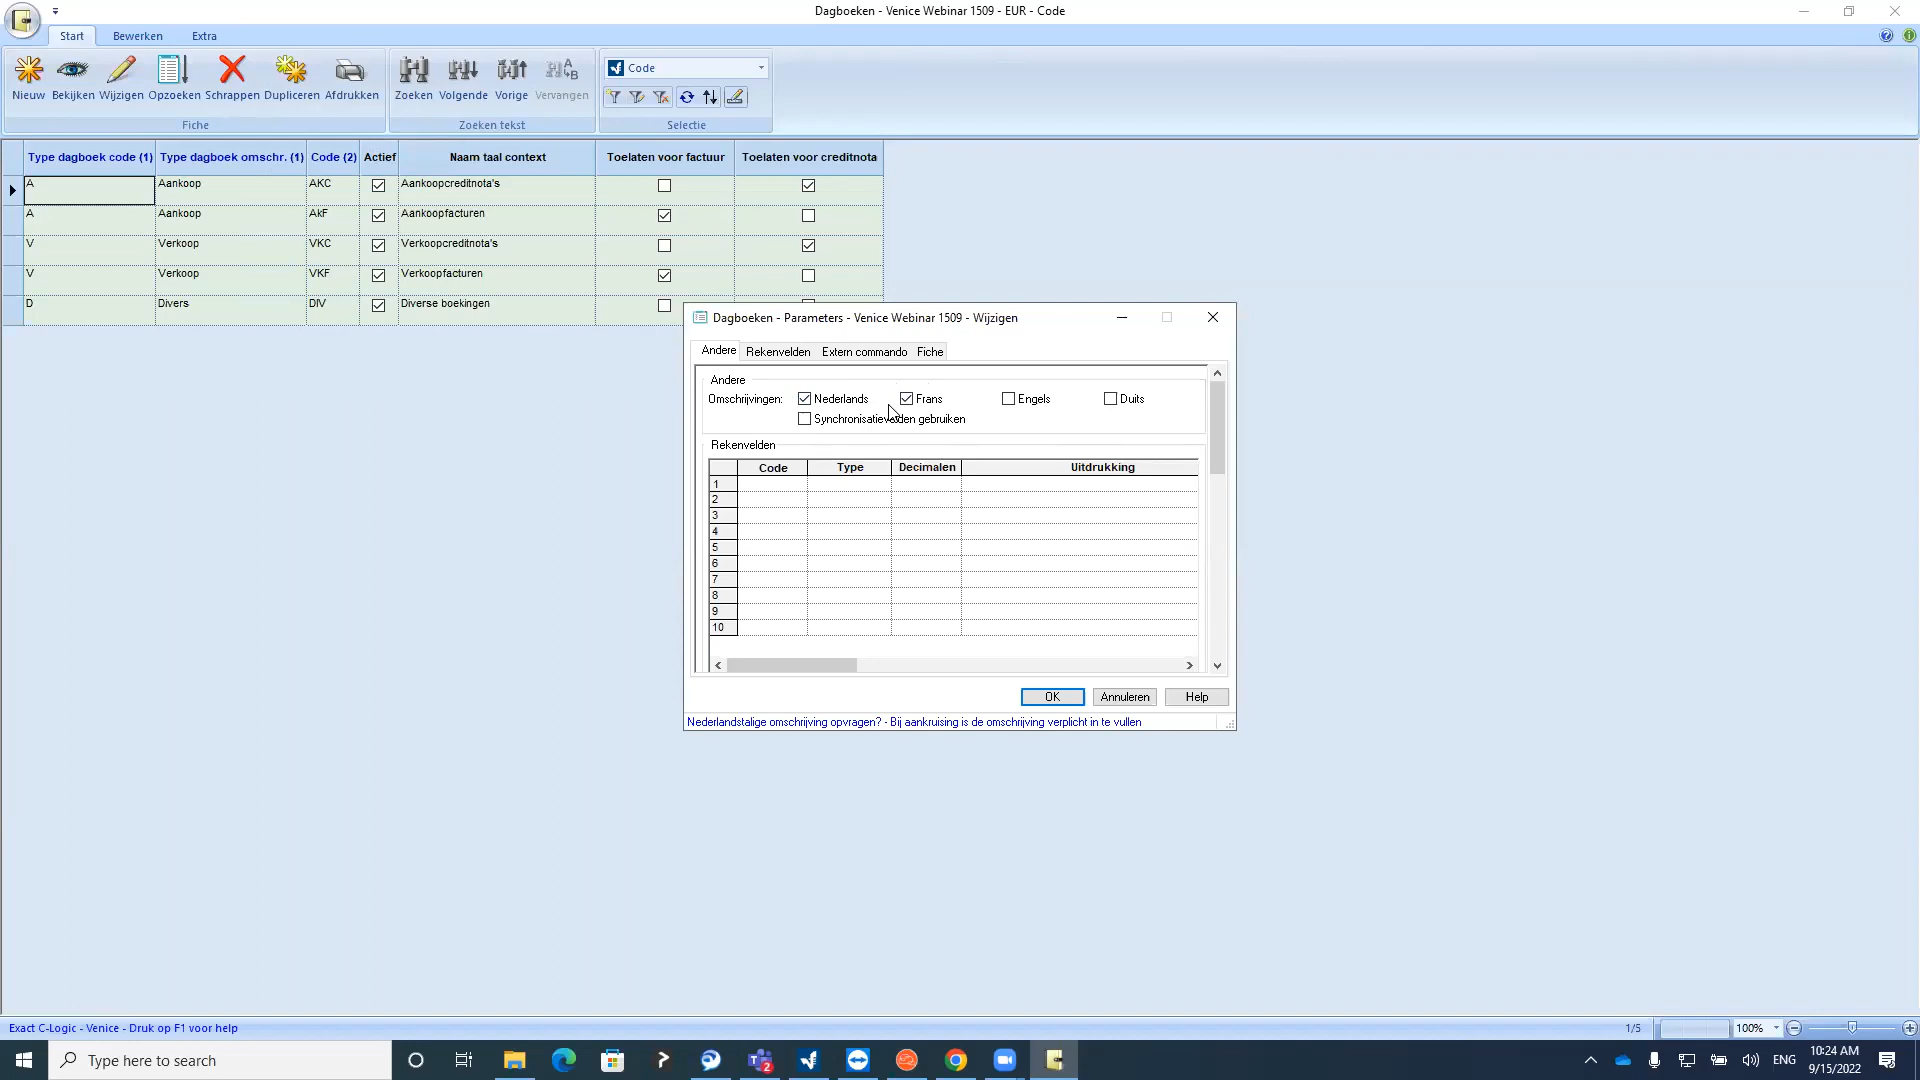 Dagboeken - Venice Webinar 1509 - EUR - Code
Start Bewerken Extra
Nieuw Bekijken Wijzigen Opzoeken Schrappen Dupliceren Afdrukken
Fiche
Zoeken Volgende Vorige Vervangen
Zoeken tekst
Code
Selectie
Type dagboek code (1) Type dagboek omschr. (1) Code (2) Actief Naam taal context Toelaten voor factuur Toelaten voor creditnota
A Aankoop AKC Aankoopcreditnota's
A Aankoop AkF Aankoopfacturen
V Verkoop VKC Verkoopcreditnota's
V Verkoop VKF Verkoopfacturen
D Divers DIV Diverse boekingen
Dagboeken - Parameters - Venice Webinar 1509 - Wijzigen
Andere Rekenvelden Extern commando Fiche
Andere
Omschrijvingen: Nederlands Frans Engels Duits
Synchronisatievelden gebruiken
Rekenvelden
Code Type Decimalen Uitdrukking
1
2
3
4
5
6
7
8
9
10
OK Annuleren Help
Nederlandstalige omschrijving opvragen? - Bij aankruising is de omschrijving verplicht in te vullen
Exact C-Logic - Venice - Druk op F1 voor help
1/5 100%
Type here to search
2
ENG
10:24 AM
9/15/2022